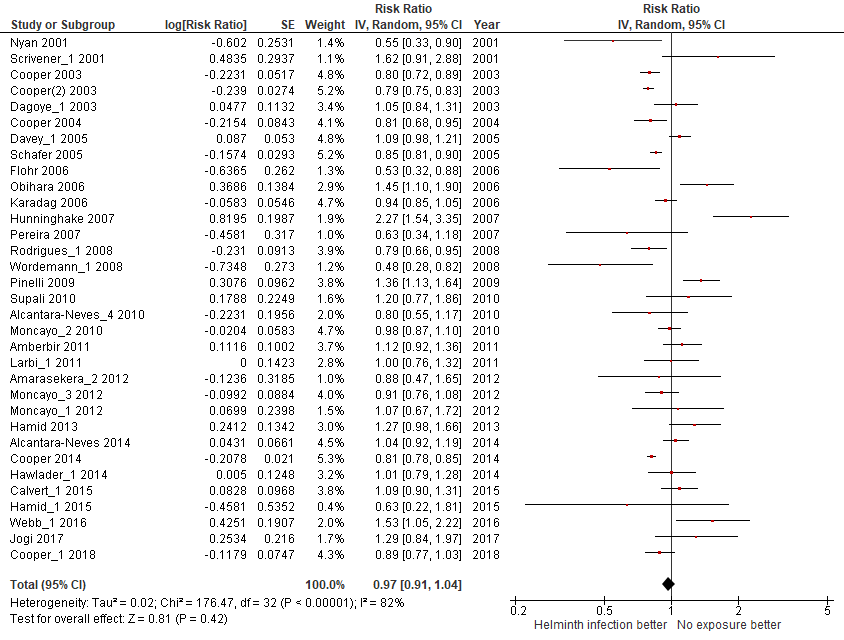 Risk Ratio Risk Ratio
Study or Subgroup log[Risk Ratio] SE Weight IV, Random, 95% CI Year IV, Random, 95% CI
Nyan 2001 -0.602 0.2531 1.4% 0.55 [0.33, 0.90] 2001
Scrivener_1 2001 0.4835 0.2937 1.1% 1.62 [0.91, 2.88] 2001
Cooper 2003 -0.2231 0.0517 4.8% 0.80 [0.72, 0.89] 2003
Cooper(2) 2003 -0.239 0.0274 5.2% 0.79 [0.75, 0.83] 2003
Dagoye_1 2003 0.0477 0.1132 3.4% 1.05 [0.84, 1.31] 2003
Cooper 2004 -0.2154 0.0843 4.1% 0.81 [0.68, 0.95] 2004
Davey_1 2005 0.087 0.053 4.8% 1.09 [0.98, 1.21] 2005
Schafer 2005 -0.1574 0.0293 5.2% 0.85 [0.81, 0.90] 2005
Flohr 2006 -0.6365 0.262 1.3% 0.53 [0.32, 0.88] 2006
Obihara 2006 0.3686 0.1384 2.9% 1.45 [1.10, 1.90] 2006
Karadag 2006 -0.0583 0.0546 4.7% 0.94 [0.85, 1.05] 2006
Hunninghake 2007 0.8195 0.1987 1.9% 2.27 [1.54, 3.35] 2007
Pereira 2007 -0.4581 0.317 1.0% 0.63 [0.34, 1.18] 2007
Rodrigues_1 2008 -0.231 0.0913 3.9% 0.79 [0.66, 0.95] 2008
Wordemann_1 2008 -0.7348 0.273 1.2% 0.48 [0.28, 0.82] 2008
Pinelli 2009 0.3076 0.0962 3.8% 1.36 [1.13, 1.64] 2009
Supali 2010 0.1788 0.2249 1.6% 1.20 [0.77, 1.86] 2010
Alcantara-Neves_4 2010 -0.2231 0.1956 2.0% 0.80 [0.55, 1.17] 2010
Moncayo_2 2010 -0.0204 0.0583 4.7% 0.98 [0.87, 1.10] 2010
Amberbir 2011 0.1116 0.1002 3.7% 1.12 [0.92, 1.36] 2011
Larbi_1 2011 0 0.1423 2.8% 1.00 [0.76, 1.32] 2011
Amarasekera_2 2012 -0.1236 0.3185 1.0% 0.88 [0.47, 1.65] 2012
Moncayo_3 2012 -0.0992 0.0884 4.0% 0.91 [0.76, 1.08] 2012
Moncayo_1 2012 0.0699 0.2398 1.5% 1.07 [0.67, 1.72] 2012
Hamid 2013 0.2412 0.1342 3.0% 1.27 [0.98, 1.66] 2013
Alcantara-Neves 2014 0.0431 0.0661 4.5% 1.04 [0.92, 1.19] 2014
Cooper 2014 -0.2078 0.021 5.3% 0.81 [0.78, 0.85] 2014
Hawlader_1 2014 0.005 0.1248 3.2% 1.01 [0.79, 1.28] 2014
Calvert_1 2015 0.0828 0.0968 3.8% 1.09 [0.90, 1.31] 2015
Hamid_1 2015 -0.4581 0.5352 0.4% 0.63 [0.22, 1.81] 2015
Webb_1 2016 0.4251 0.1907 2.0% 1.53 [1.05, 2.22] 2016
Jogi 2017 0.2534 0.216 1.7% 1.29 [0.84, 1.97] 2017
Cooper_1 2018 -0.1179 0.0747 4.3% 0.89 [0.77, 1.03] 2018
Total (95% CI) 100.0% 0.97 [0.91, 1.04]
Heterogeneity: Tau² = 0.02; Chi² = 176.47, df = 32 (P < 0.00001); I² = 82%
Test for overall effect: Z = 0.81 (P = 0.42)
0.2 0.5 1 2 5
Helminth infection better No exposure better